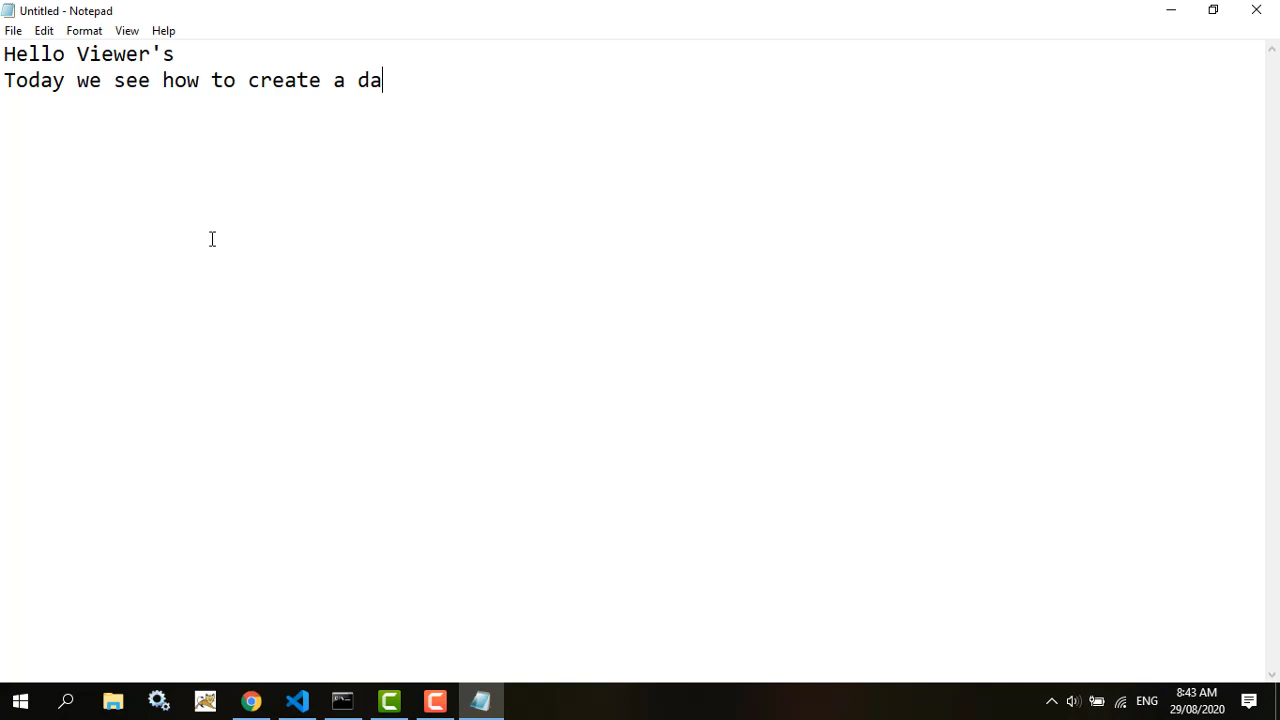 Untitled - Notepad
File Edit Format View Help
Hello Viewer's
Today we see how to create a da
ENG
8:43 AM
29/08/2020